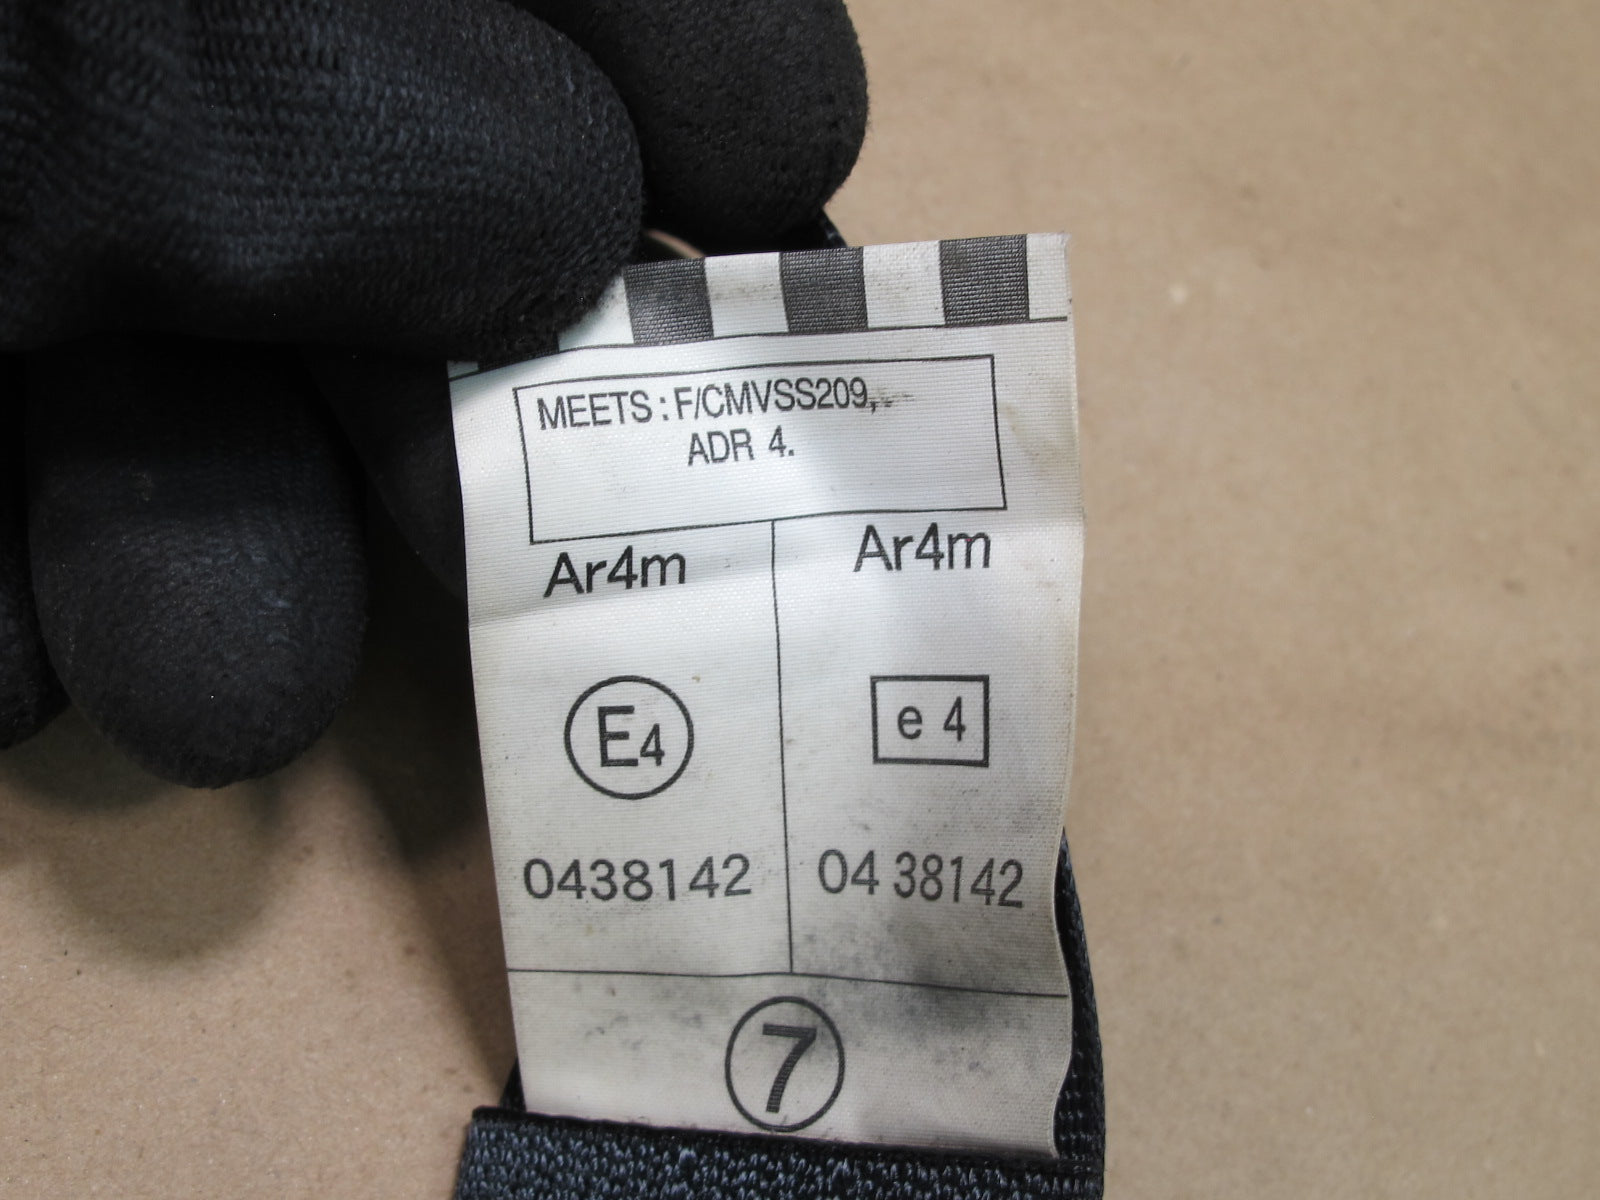 MEETS : F/CMVSS209,
ADR 4.
Ar4m
Ar4m
E4
e 4
0438142
04 38142
7